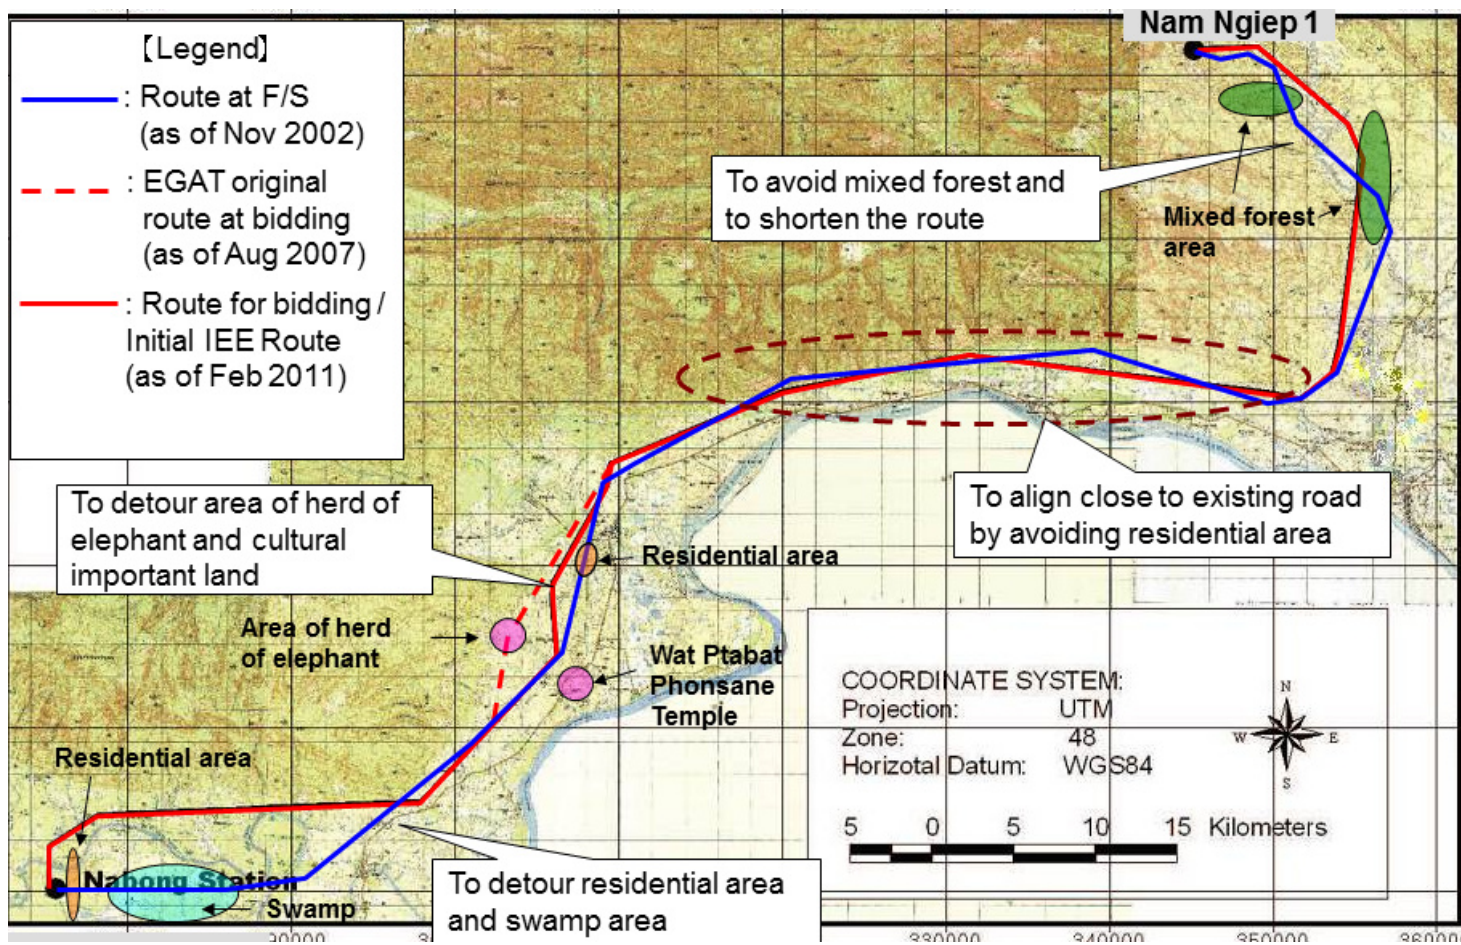 Nam Ngiep 1
【Legend】
: Route at F/S
(as of Nov 2002)
: EGAT original
route at bidding
(as of Aug 2007)
: Route for bidding /
Initial IEE Route
(as of Feb 2011)
To avoid mixed forest and
to shorten the route
Mixed forest
area
To detour area of herd of
elephant and cultural
important land
To align close to existing road
by avoiding residential area
Residential area
Area of herd
of elephant
Wat Ptabat
Phonsane
Temple
COORDINATE SYSTEM:
Projection: UTM
Zone: 48
Horizotal Datum: WGS84
N
W E
S
5 0 5 10 15 Kilometers
Residential area
Nabong Station
Swamp
To detour residential area
and swamp area
330000 340000 350000 360000